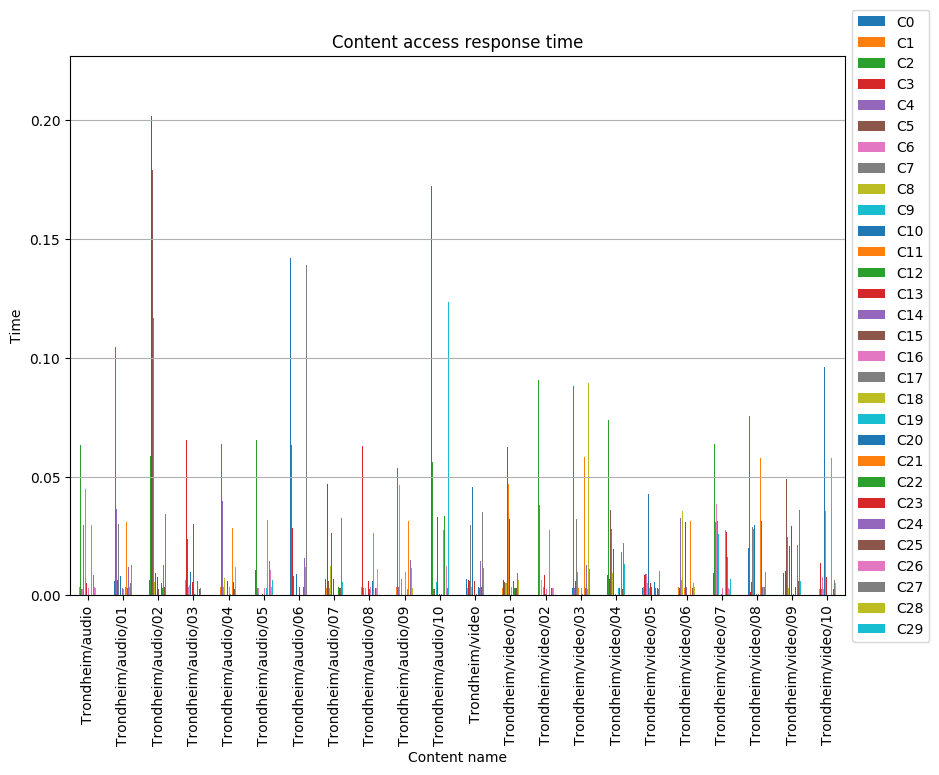 Content access response time
Time
0.20
0.15
0.10
0.05
0.00
Trondheim/audio
Trondheim/audio/01
Trondheim/audio/02
Trondheim/audio/03
Trondheim/audio/04
Trondheim/audio/05
Trondheim/audio/06
Trondheim/audio/07
Trondheim/audio/08
Trondheim/audio/09
Trondheim/audio/10
Trondheim/video
Trondheim/video/01
Trondheim/video/02
Trondheim/video/03
Trondheim/video/04
Trondheim/video/05
Trondheim/video/06
Trondheim/video/07
Trondheim/video/08
Trondheim/video/09
Trondheim/video/10
Content name
C0
C1
C2
C3
C4
C5
C6
C7
C8
C9
C10
C11
C12
C13
C14
C15
C16
C17
C18
C19
C20
C21
C22
C23
C24
C25
C26
C27
C28
C29